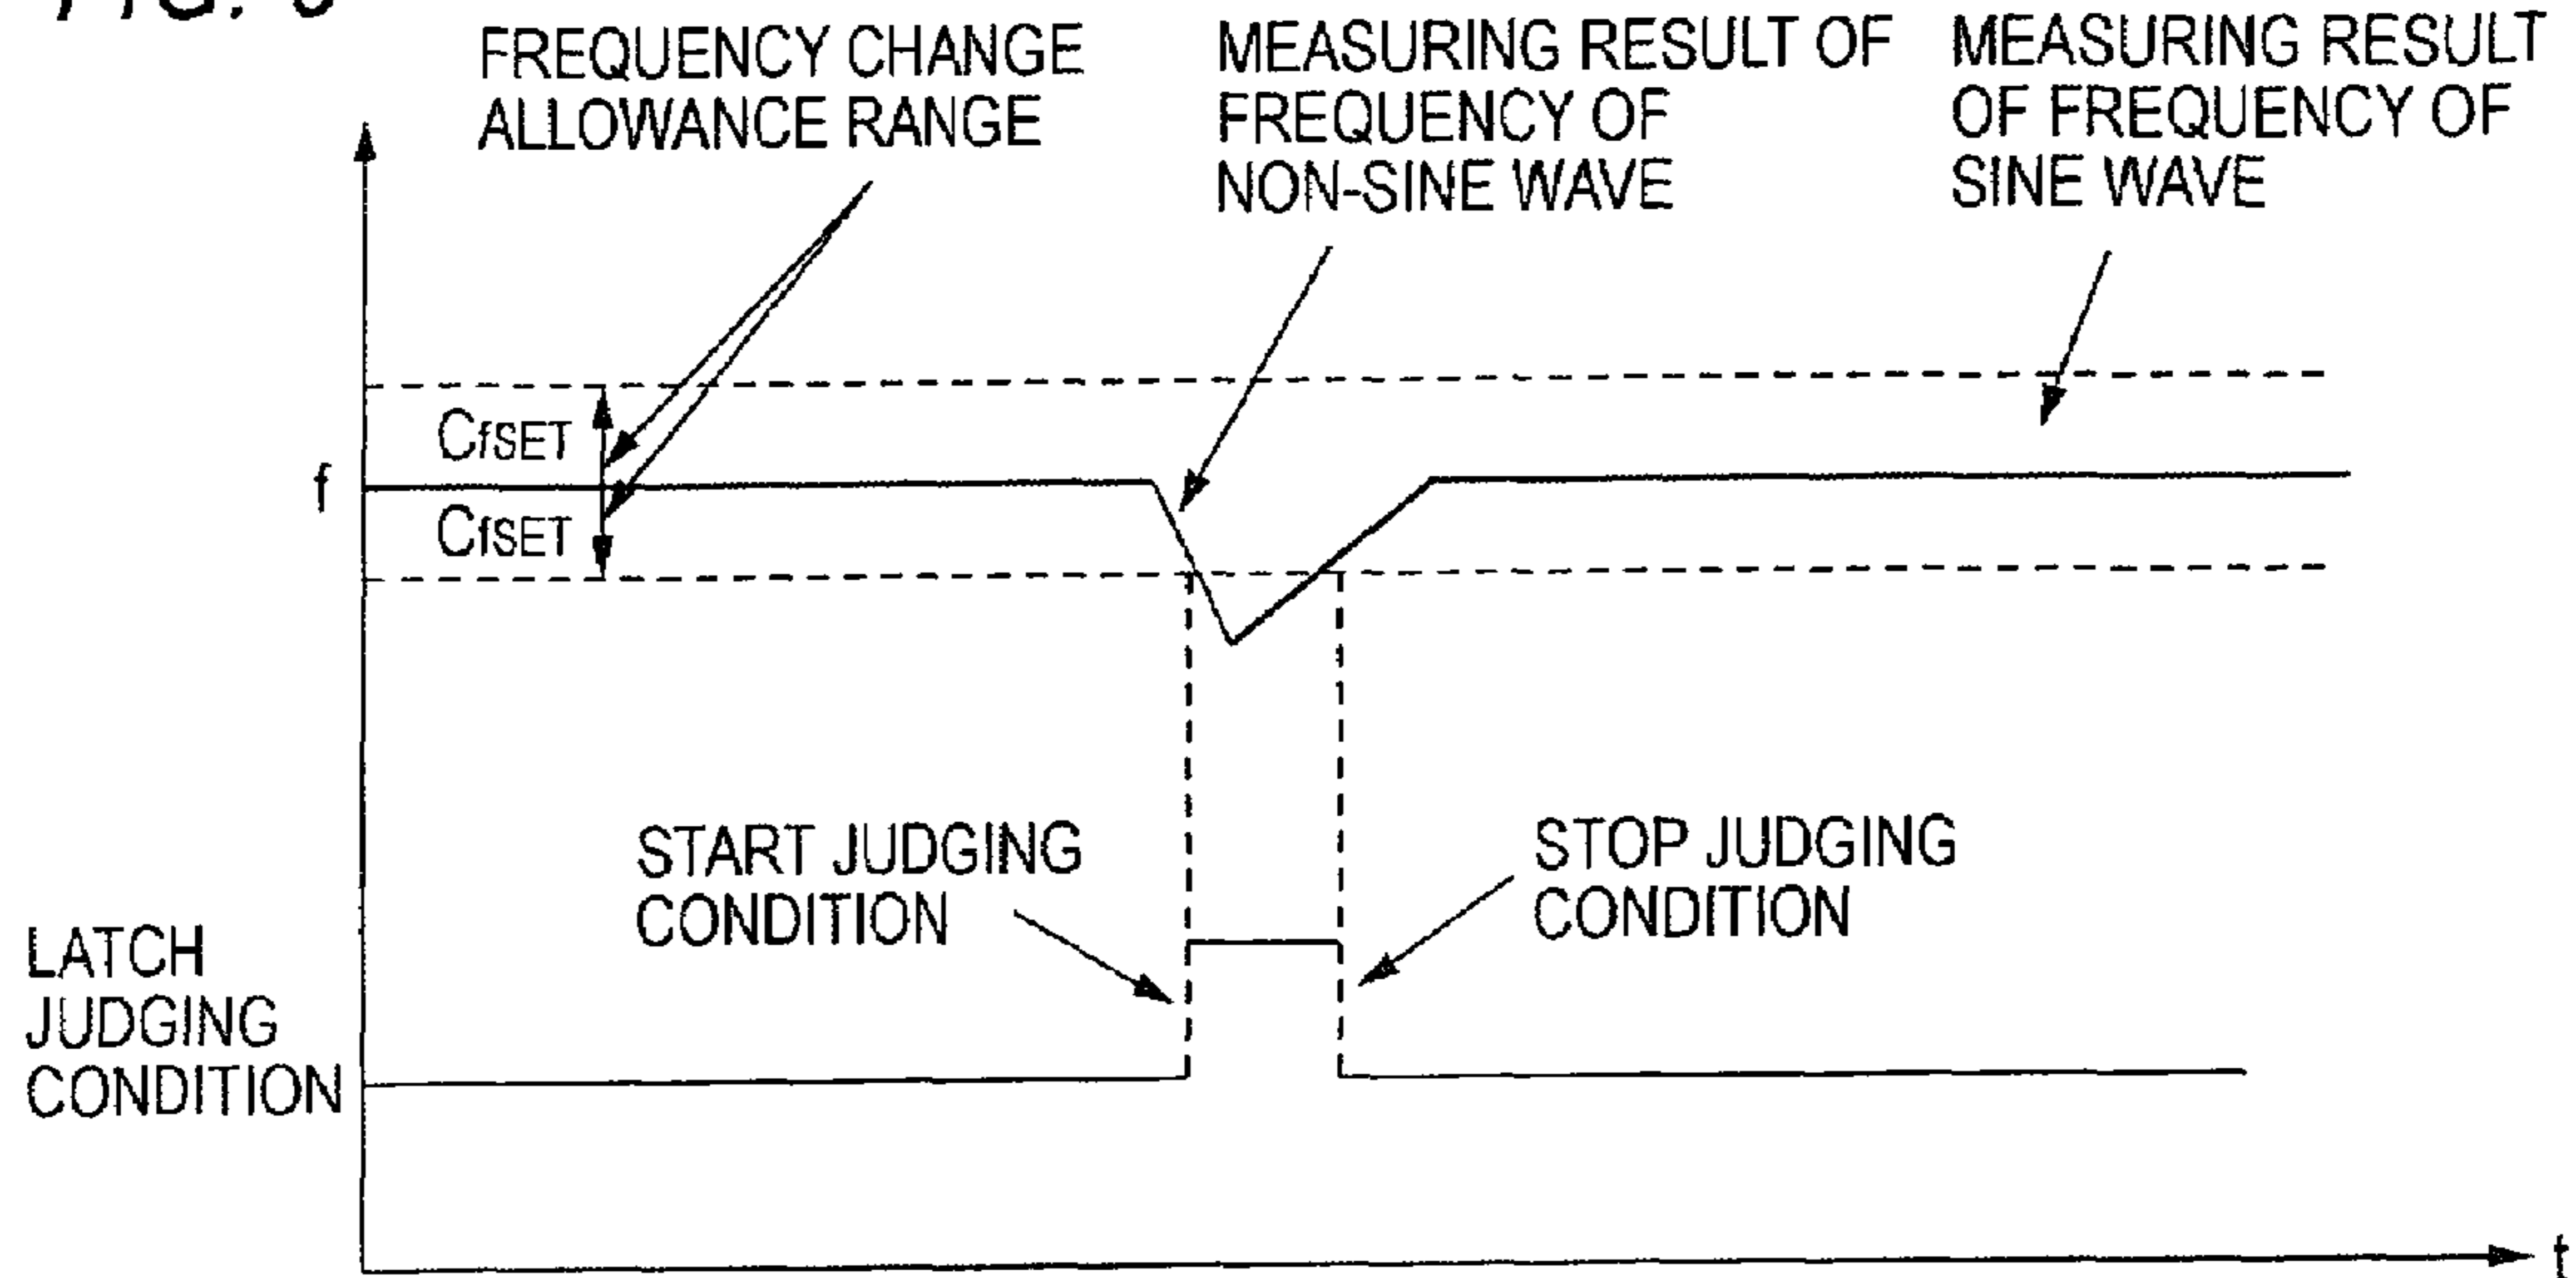 FREQUENCY CHANGE
ALLOWANCE RANGE
MEASURING RESULT OF
FREQUENCY OF
NON-SINE WAVE
MEASURING RESULT
OF FREQUENCY OF
SINE WAVE
CfSET
f
CfSET
START JUDGING
CONDITION
STOP JUDGING
CONDITION
LATCH
JUDGING
CONDITION
t